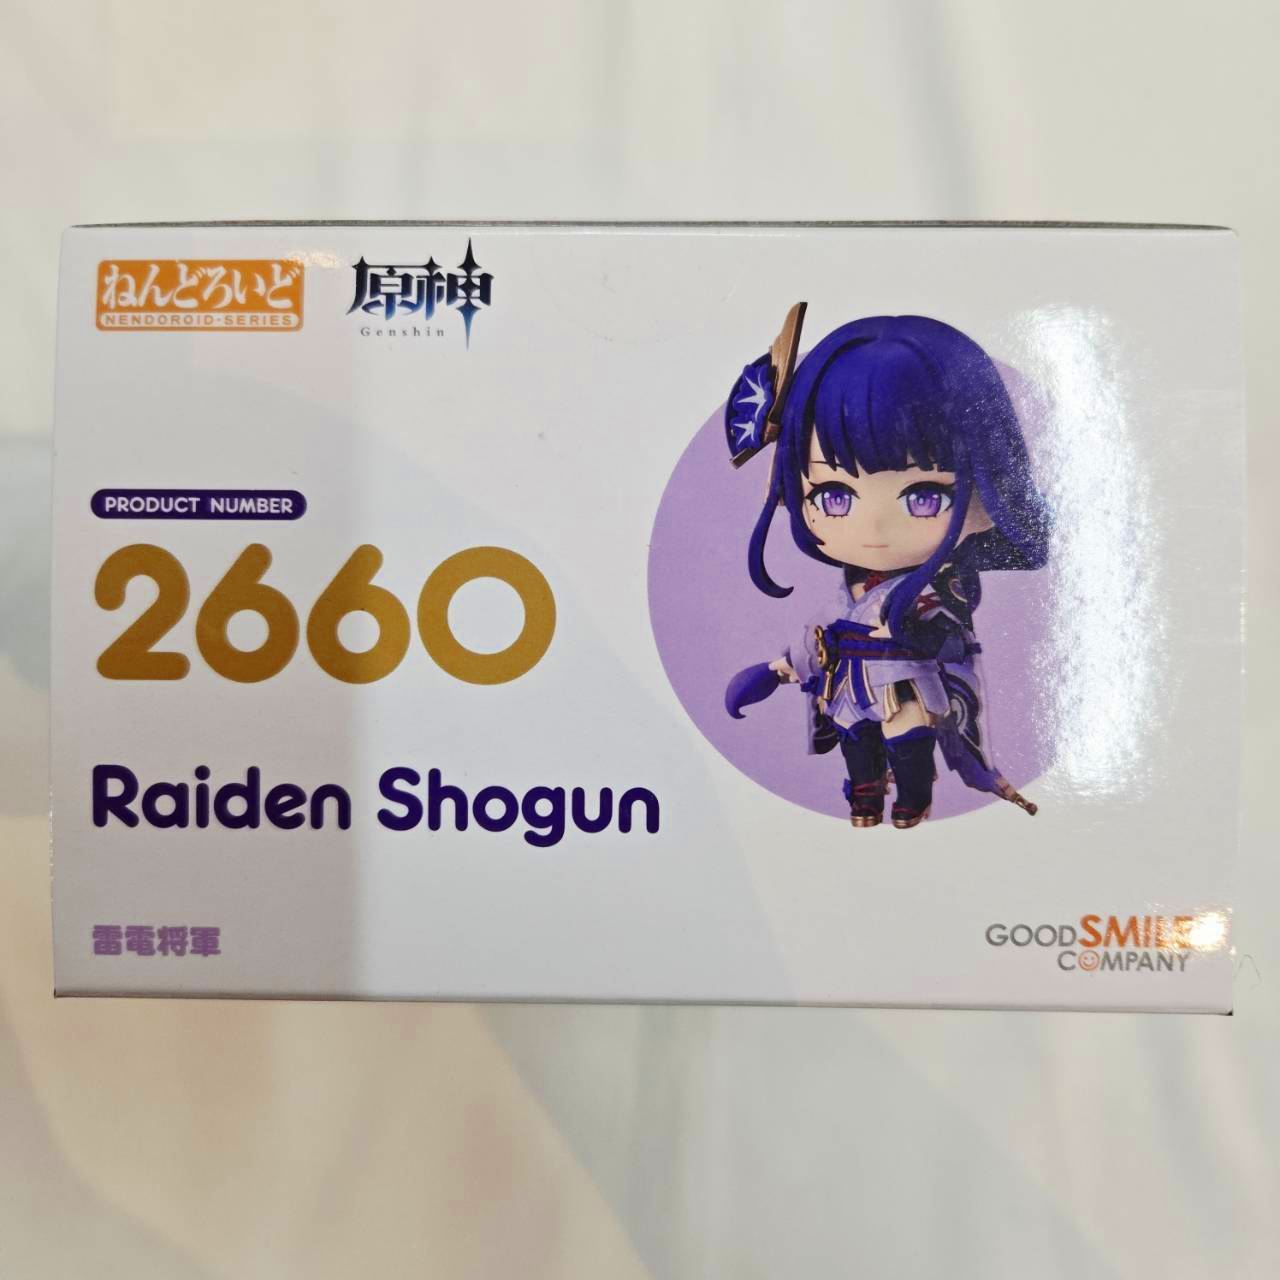 ねんどろいど
NENDOROID·SERIES
原神
Genshin
PRODUCT NUMBER
2660
Raiden Shogun
雷電将軍
GOOD SMILE
COMPANY